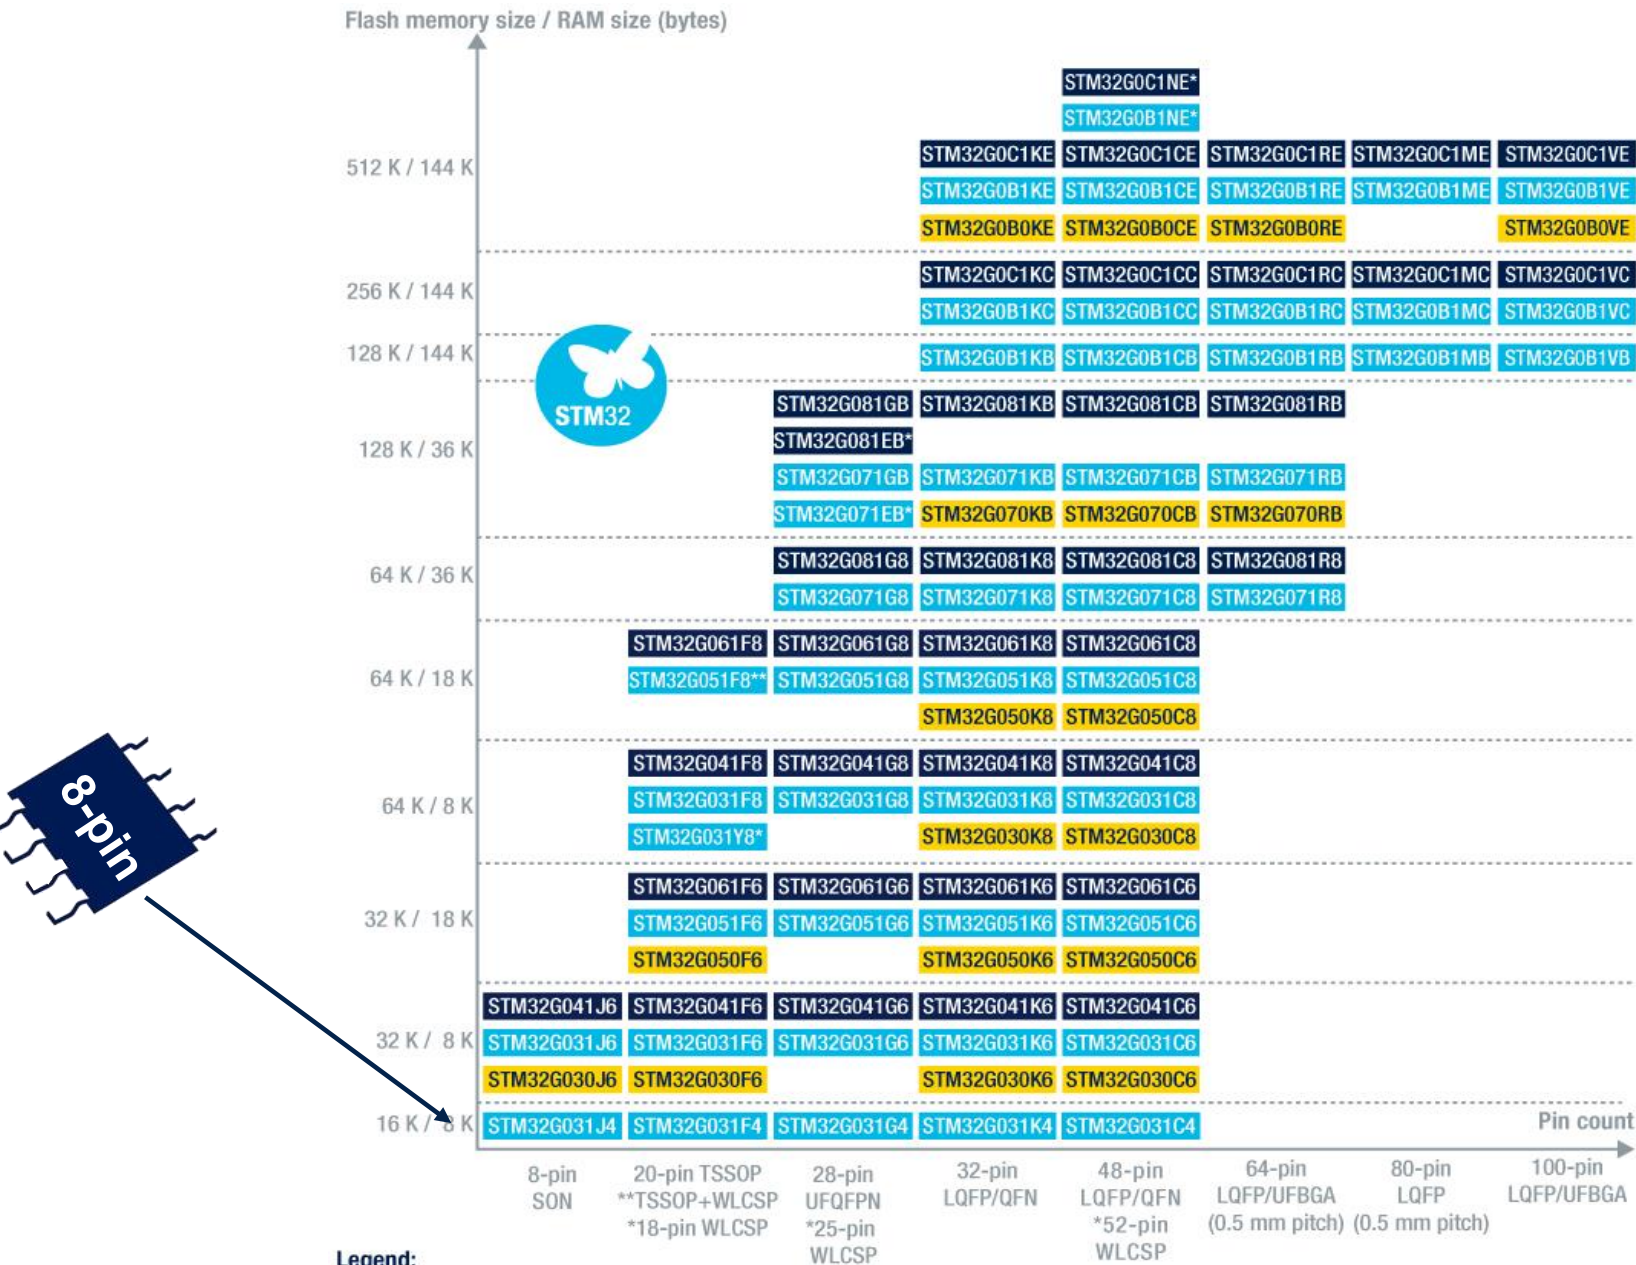 Flash memory size / RAM size (bytes)
STM32G0C1NE*
STM32G0B1NE*
512 K / 144 K
STM32G0C1KE STM32G0C1CE STM32G0C1RE STM32G0C1ME STM32G0C1VE
STM32G0B1KE STM32G0B1CE STM32G0B1RE STM32G0B1ME STM32G0B1VE
STM32G0B0KE STM32G0B0CE STM32G0B0RE STM32G0B0VE
256 K / 144 K
STM32G0C1KC STM32G0C1CC STM32G0C1RC STM32G0C1MC STM32G0C1VC
STM32G0B1KC STM32G0B1CC STM32G0B1RC STM32G0B1MC STM32G0B1VC
128 K / 144 K
STM32G0B1KB STM32G0B1CB STM32G0B1RB STM32G0B1MB STM32G0B1VB
STM32
128 K / 36 K
STM32G081GB STM32G081KB STM32G081CB STM32G081RB
STM32G081EB*
STM32G071GB STM32G071KB STM32G071CB STM32G071RB
STM32G071EB* STM32G070KB STM32G070CB STM32G070RB
64 K / 36 K
STM32G081G8 STM32G081K8 STM32G081C8 STM32G081R8
STM32G071G8 STM32G071K8 STM32G071C8 STM32G071R8
64 K / 18 K
STM32G061F8 STM32G061G8 STM32G061K8 STM32G061C8
STM32G051F8** STM32G051G8 STM32G051K8 STM32G051C8
STM32G050K8 STM32G050C8
8-pin
64 K / 8 K
STM32G041F8 STM32G041G8 STM32G041K8 STM32G041C8
STM32G031F8 STM32G031G8 STM32G031K8 STM32G031C8
STM32G031Y8* STM32G030K8 STM32G030C8
32 K / 18 K
STM32G061F6 STM32G061G6 STM32G061K6 STM32G061C6
STM32G051F6 STM32G051G6 STM32G051K6 STM32G051C6
STM32G050F6 STM32G050K6 STM32G050C6
32 K / 8 K
STM32G041J6 STM32G041F6 STM32G041G6 STM32G041K6 STM32G041C6
STM32G031J6 STM32G031F6 STM32G031G6 STM32G031K6 STM32G031C6
STM32G030J6 STM32G030F6 STM32G030K6 STM32G030C6
16 K / 8 K
STM32G031J4 STM32G031F4 STM32G031G4 STM32G031K4 STM32G031C4
Pin count
8-pin
SON
20-pin TSSOP
**TSSOP+WLCSP
*18-pin WLCSP
28-pin
UFQFPN
*25-pin
WLCSP
32-pin
LQFP/QFN
48-pin
LQFP/QFN
*52-pin
WLCSP
64-pin
LQFP/UFBGA
(0.5 mm pitch)
80-pin
LQFP
(0.5 mm pitch)
100-pin
LQFP/UFBGA
Legend: